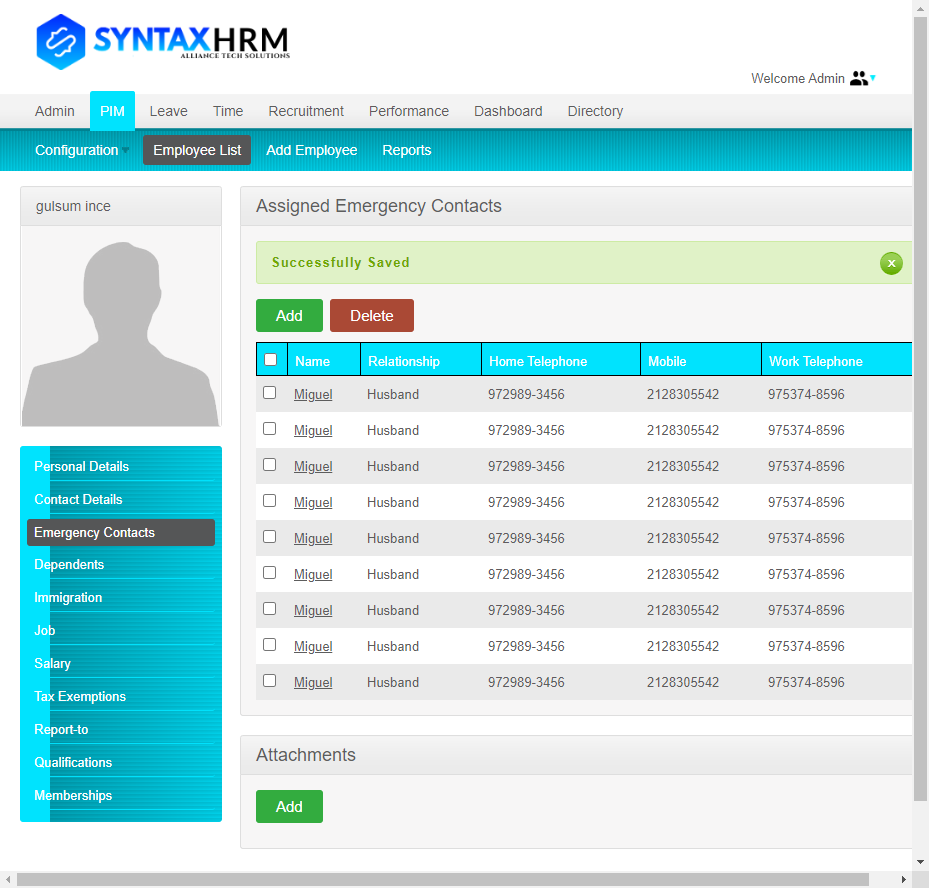 SYNTAXHRM
ALLIANCE TECH SOLUTIONS
Welcome Admin
Admin PIM Leave Time Recruitment Performance Dashboard Directory
Configuration Employee List Add Employee Reports
gulsum ince
Personal Details
Contact Details
Emergency Contacts
Dependents
Immigration
Job
Salary
Tax Exemptions
Report-to
Qualifications
Memberships
Assigned Emergency Contacts
Successfully Saved
Add Delete
Name Relationship Home Telephone Mobile Work Telephone
Miguel Husband 972989-3456 2128305542 975374-8596
Miguel Husband 972989-3456 2128305542 975374-8596
Miguel Husband 972989-3456 2128305542 975374-8596
Miguel Husband 972989-3456 2128305542 975374-8596
Miguel Husband 972989-3456 2128305542 975374-8596
Miguel Husband 972989-3456 2128305542 975374-8596
Miguel Husband 972989-3456 2128305542 975374-8596
Miguel Husband 972989-3456 2128305542 975374-8596
Miguel Husband 972989-3456 2128305542 975374-8596
Attachments
Add